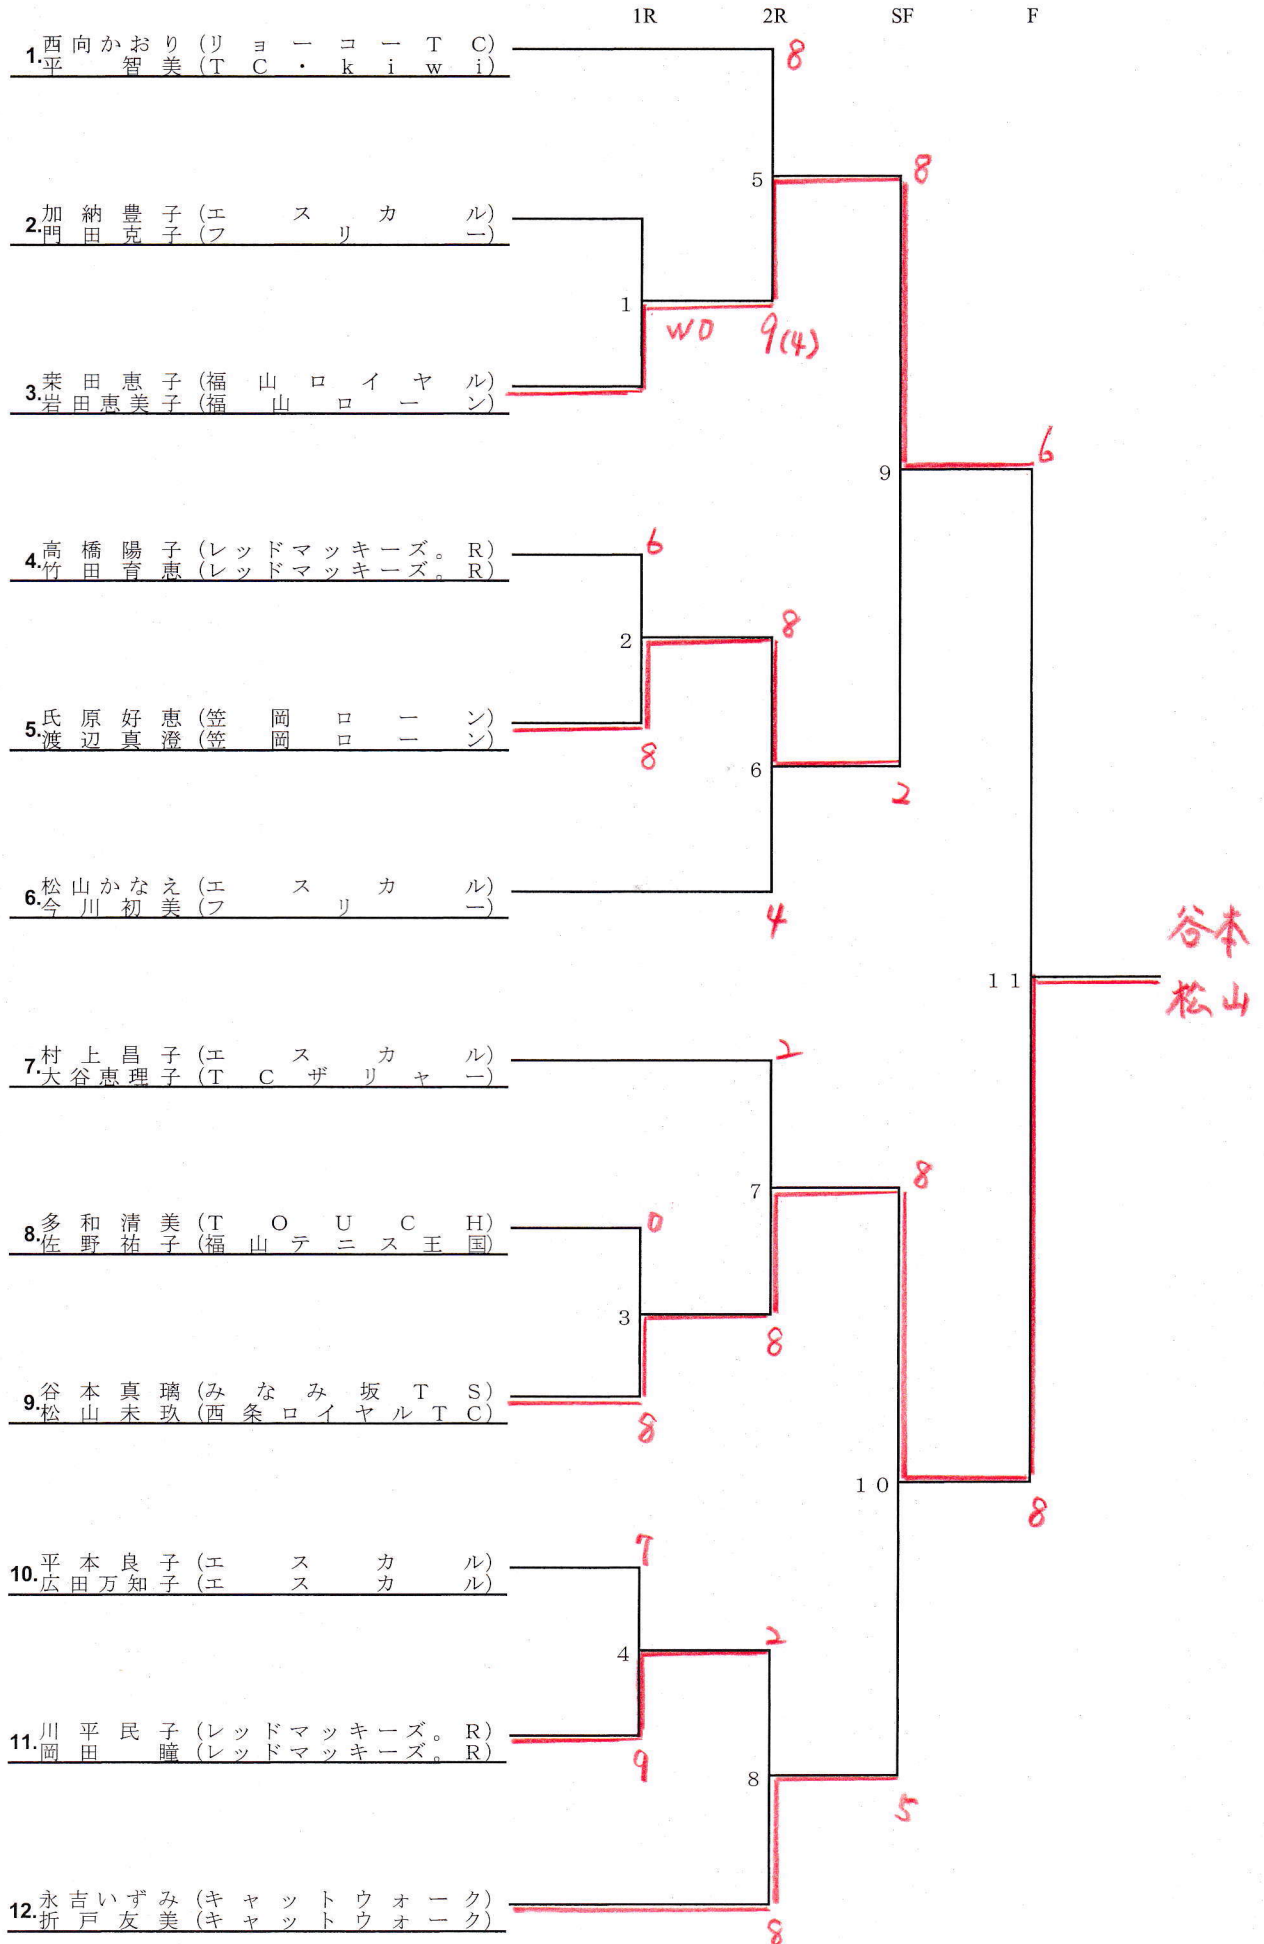 1R 2R SF F
1. 西向かおり (リョーコーTC)
平 智美 (TC・kiwi)
8
5
8
2. 加納豊子 (エスカル)
門田克子 (フリー)
1
WO
9(4)
3. 桒田恵子 (福山ロイヤル)
岩田恵美子 (福山ローン)
6
9
4. 高橋陽子 (レッドマッキーズ。R)
竹田育恵 (レッドマッキーズ。R)
6
8
2
5. 氏原好恵 (笠岡ローン)
渡辺真澄 (笠岡ローン)
8
6
2
6. 松山かなえ (エスカル)
今川初美 (フリー)
4
谷本
11
松山
7. 村上昌子 (エスカル)
大谷恵理子 (TCザリャー)
2
7
8
8. 多和清美 (TOUCH)
佐野祐子 (福山テニス王国)
0
3
8
9. 谷本真璃 (みなみ坂TS)
松山未玖 (西条ロイヤルTC)
8
10
8
10. 平本良子 (エスカル)
広田万知子 (エスカル)
7
2
4
11. 川平民子 (レッドマッキーズ。R)
岡田 瞳 (レッドマッキーズ。R)
9
8
5
12. 永吉いずみ (キャットウォーク)
折戸友美 (キャットウォーク)
8